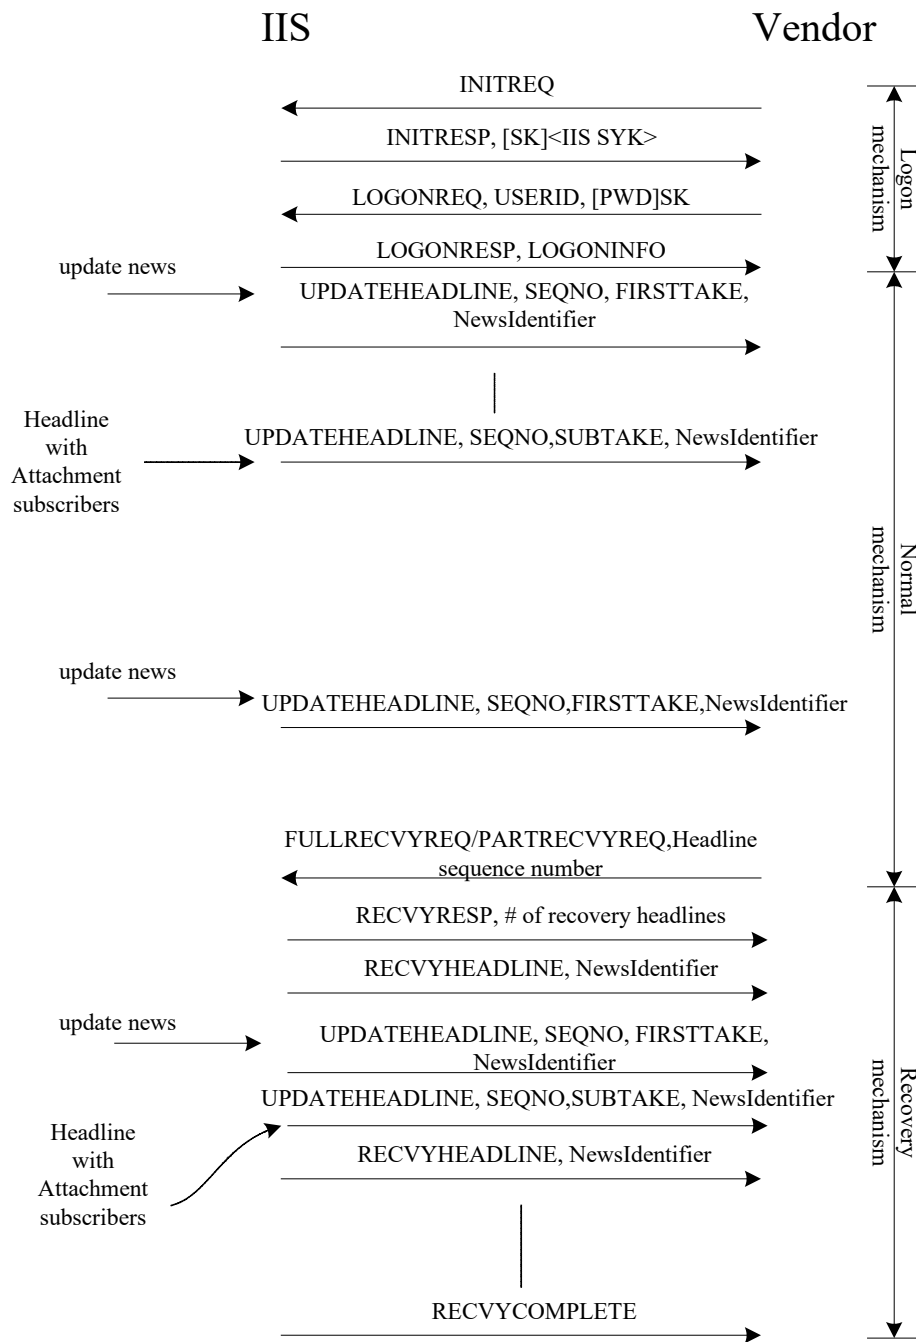 IIS
Vendor
INITREQ
INITRESP, [SK]<IIS SYK>
LOGONREQ, USERID, [PWD]SK
Logon
mechanism
LOGONRESP, LOGONINFO
update news
UPDATEHEADLINE, SEQNO, FIRSTTAKE,
NewsIdentifier
Headline
with
Attachment
subscribers
UPDATEHEADLINE, SEQNO,SUBTAKE, NewsIdentifier
Normal
mechanism
update news
UPDATEHEADLINE, SEQNO,FIRSTTAKE,NewsIdentifier
FULLRECVYREQ/PARTRECVYREQ,Headline
sequence number
RECVYRESP, # of recovery headlines
RECVYHEADLINE, NewsIdentifier
update news
UPDATEHEADLINE, SEQNO, FIRSTTAKE,
NewsIdentifier
UPDATEHEADLINE, SEQNO,SUBTAKE, NewsIdentifier
Recovery
mechanism
Headline
with
Attachment
subscribers
RECVYHEADLINE, NewsIdentifier
RECVYCOMPLETE